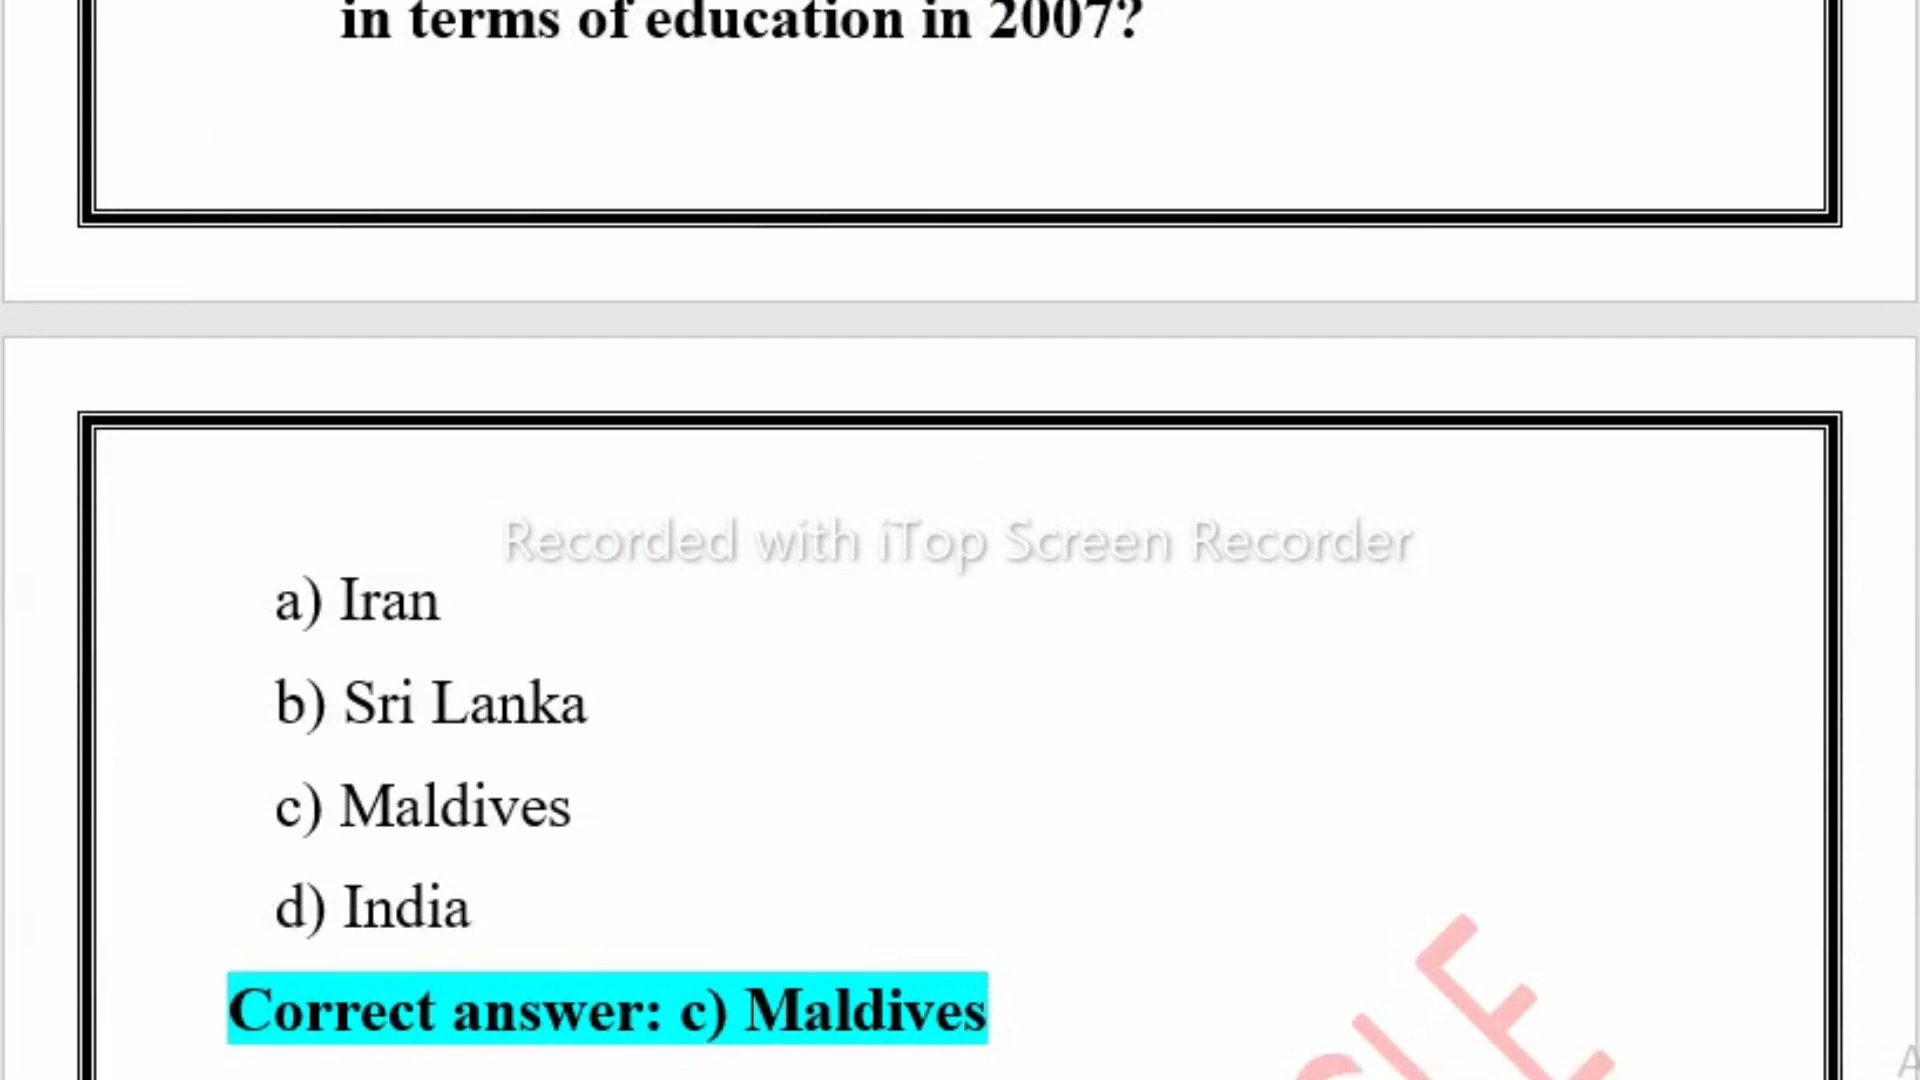 in terms of education in 2007?
Recorded with iTop Screen Recorder
a) Iran
b) Sri Lanka
c) Maldives
d) India
Correct answer: c) Maldives